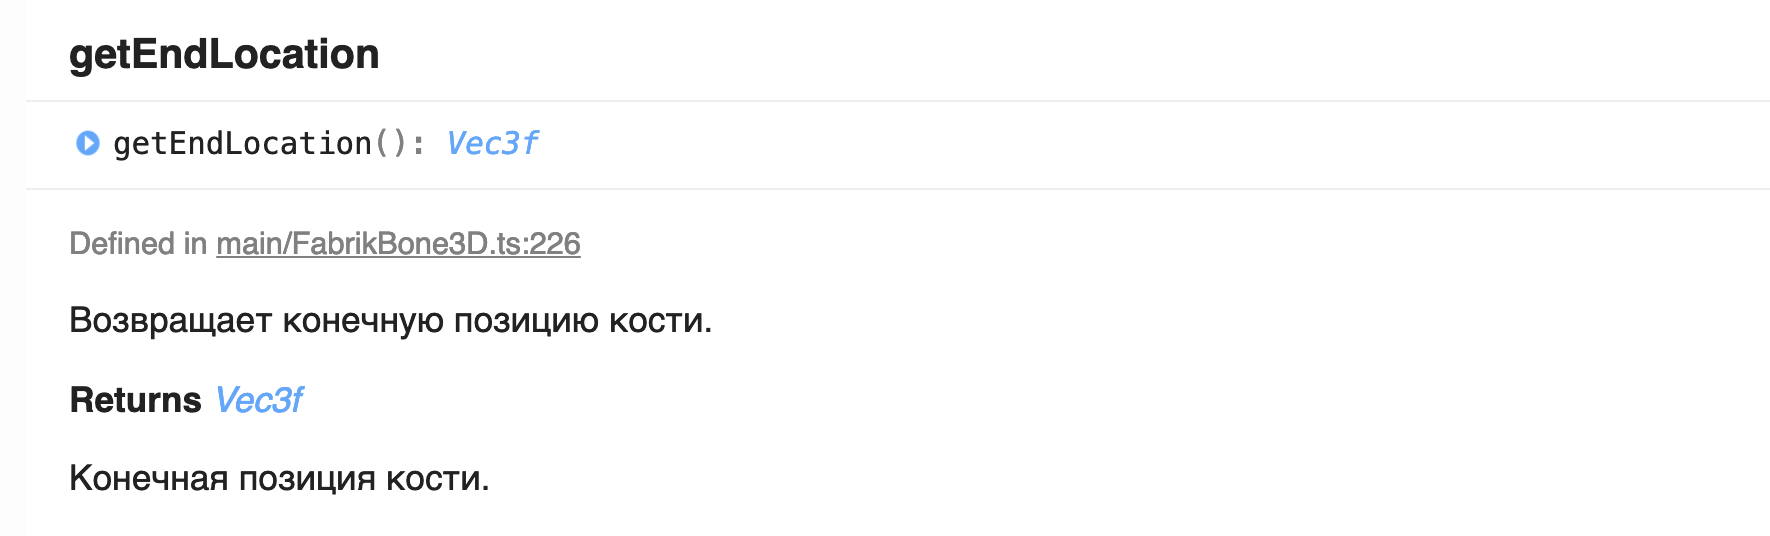 getEndLocation
getEndLocation(): Vec3f
Defined in main/FabrikBone3D.ts:226
Возвращает конечную позицию кости.
Returns Vec3f
Конечная позиция кости.